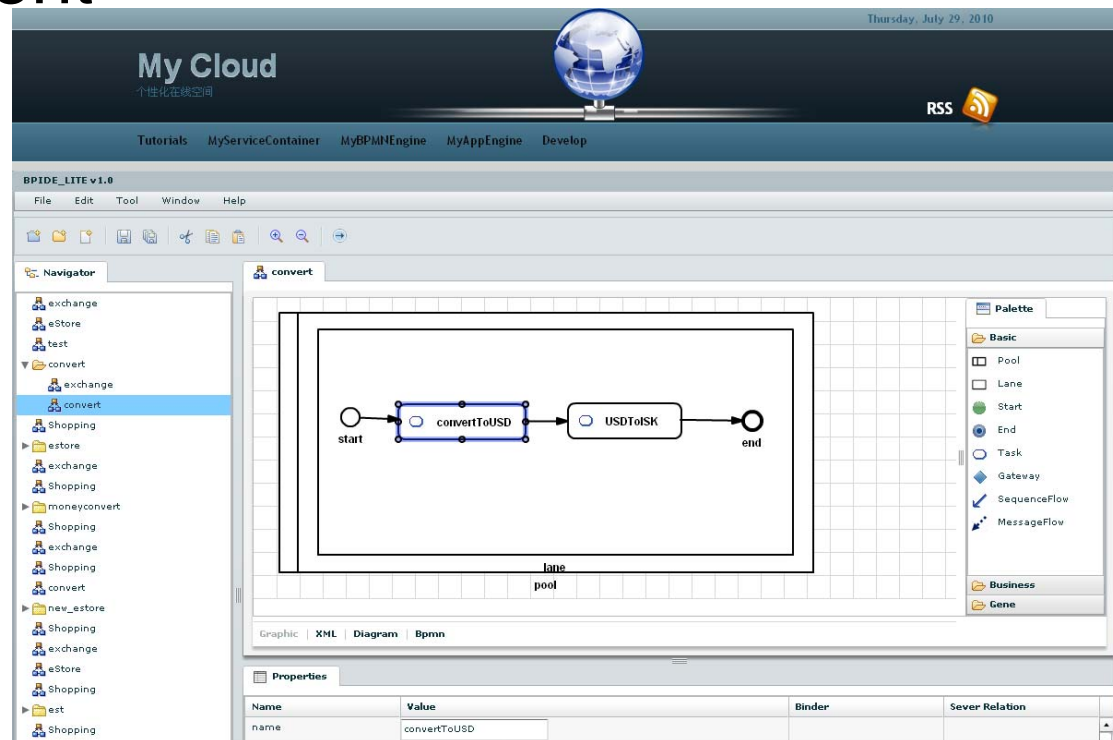 Thursday, July 29, 2010
My Cloud
个性化在线空间
RSS
Tutorials MyServiceContainer MyBPMNEngine MyAppEngine Develop
BPIDE_LITE v1.0
File Edit Tool Window Help
Navigator
exchange
eStore
test
convert
exchange
convert
Shopping
estore
exchange
Shopping
moneyconvert
Shopping
exchange
Shopping
convert
new_estore
Shopping
exchange
eStore
Shopping
est
Shopping
convert
start
convertToUSD
USDToISK
end
lane
pool
Palette
Basic
Pool
Lane
Start
End
Task
Gateway
SequenceFlow
MessageFlow
Business
Gene
Graphic | XML | Diagram | Bpmn
Properties
Name Value Binder Sever Relation
name convertToUSD